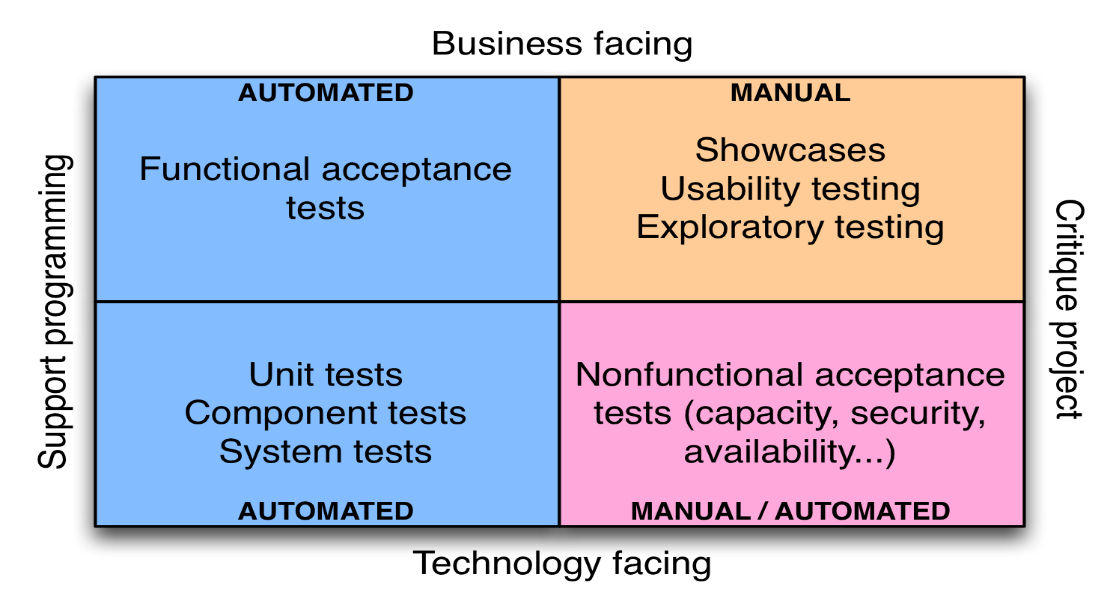 Business facing
AUTOMATED
Functional acceptance
tests
MANUAL
Showcases
Usability testing
Exploratory testing
Support programming
Critique project
Unit tests
Component tests
System tests
AUTOMATED
Nonfunctional acceptance
tests (capacity, security,
availability...)
MANUAL / AUTOMATED
Technology facing